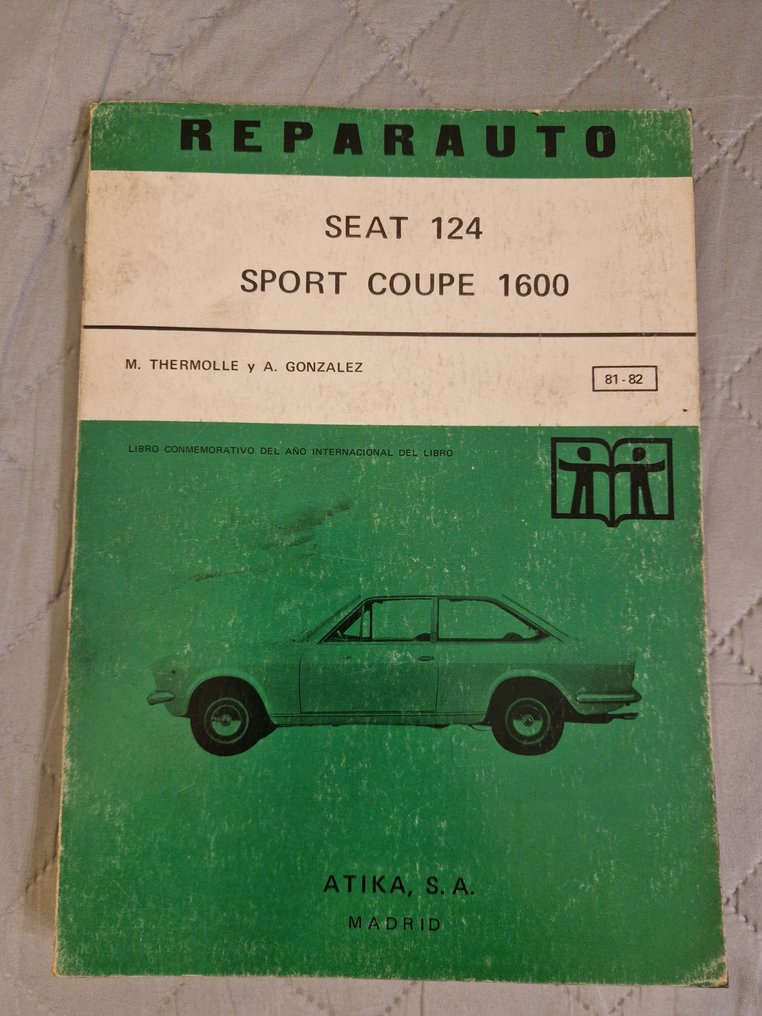 REPARAUTO
SEAT 124
SPORT COUPE 1600
M. THERMOLLE y A. GONZALEZ
81-82
LIBRO CONMEMORATIVO DEL AÑO INTERNACIONAL DEL LIBRO
ATIKA, S. A.
MADRID